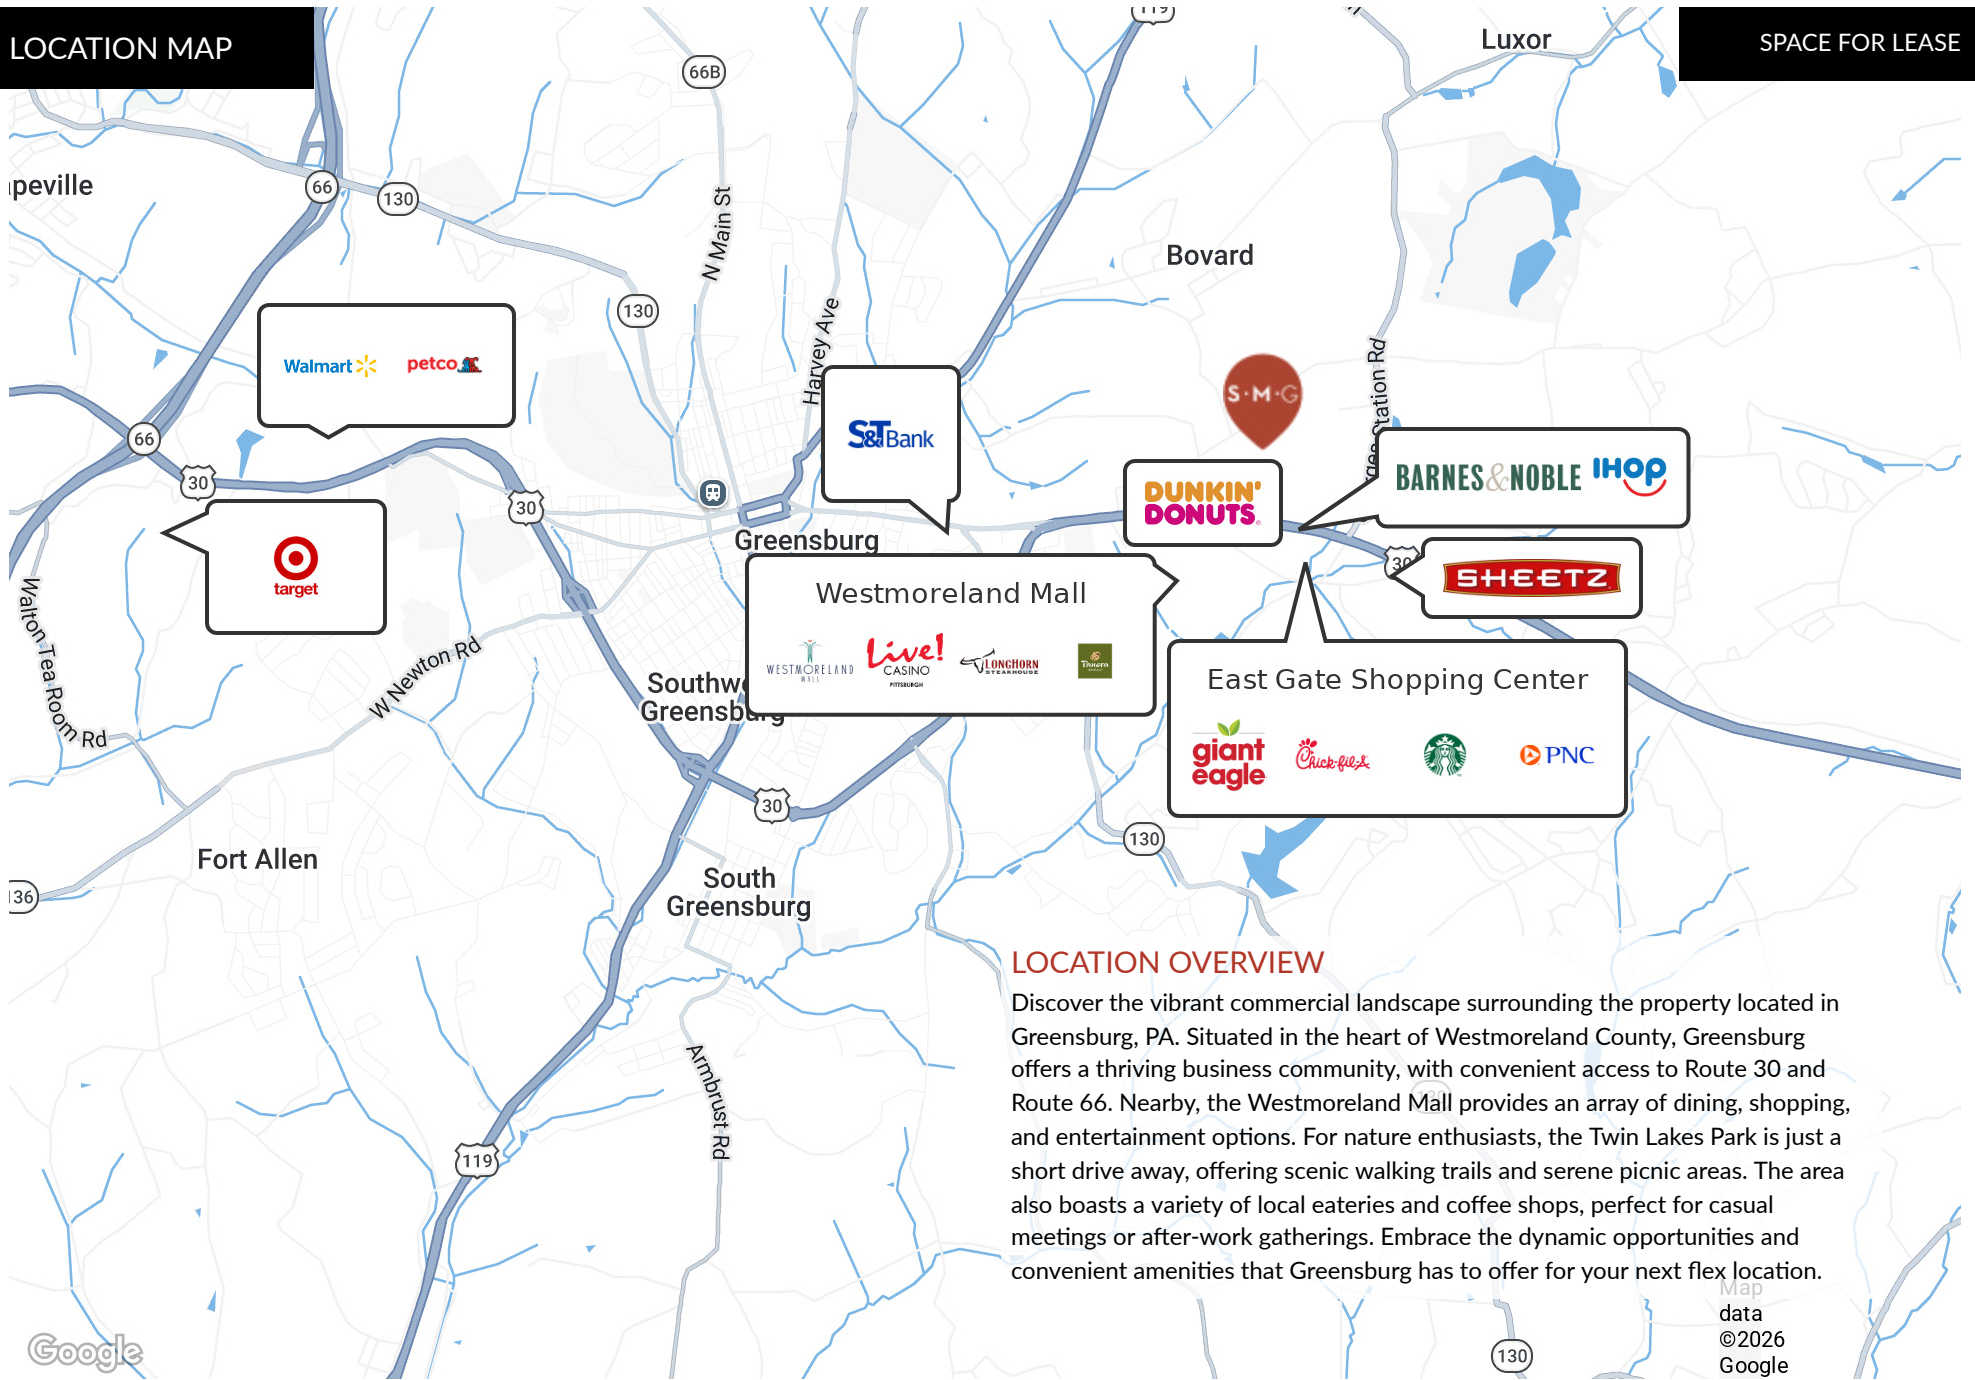 LOCATION MAP
SPACE FOR LEASE
119
Luxor
66B
peville
66
130
N Main St
Bovard
130
Harvey Ave
Station Rd
Walmart petco
S&T Bank
S·M·G
66
30
30
BARNES & NOBLE IHOP
DUNKIN' DONUTS
Greensburg
target
30
SHEETZ
Westmoreland Mall
WESTMORELAND MALL
Live! CASINO PITTSBURGH
LONGHORN STEAKHOUSE
Panera
Walton Tea Room Rd
W Newton Rd
Greensburg
East Gate Shopping Center
giant eagle
Chick-fil-A
PNC
30
130
Fort Allen
South
Greensburg
136
LOCATION OVERVIEW
Discover the vibrant commercial landscape surrounding the property located in
Greensburg, PA. Situated in the heart of Westmoreland County, Greensburg
offers a thriving business community, with convenient access to Route 30 and
Route 66. Nearby, the Westmoreland Mall provides an array of dining, shopping,
and entertainment options. For nature enthusiasts, the Twin Lakes Park is just a
short drive away, offering scenic walking trails and serene picnic areas. The area
also boasts a variety of local eateries and coffee shops, perfect for casual
meetings or after-work gatherings. Embrace the dynamic opportunities and
convenient amenities that Greensburg has to offer for your next flex location.
Armbrust Rd
119
130
Google
Map
data
©2026
Google